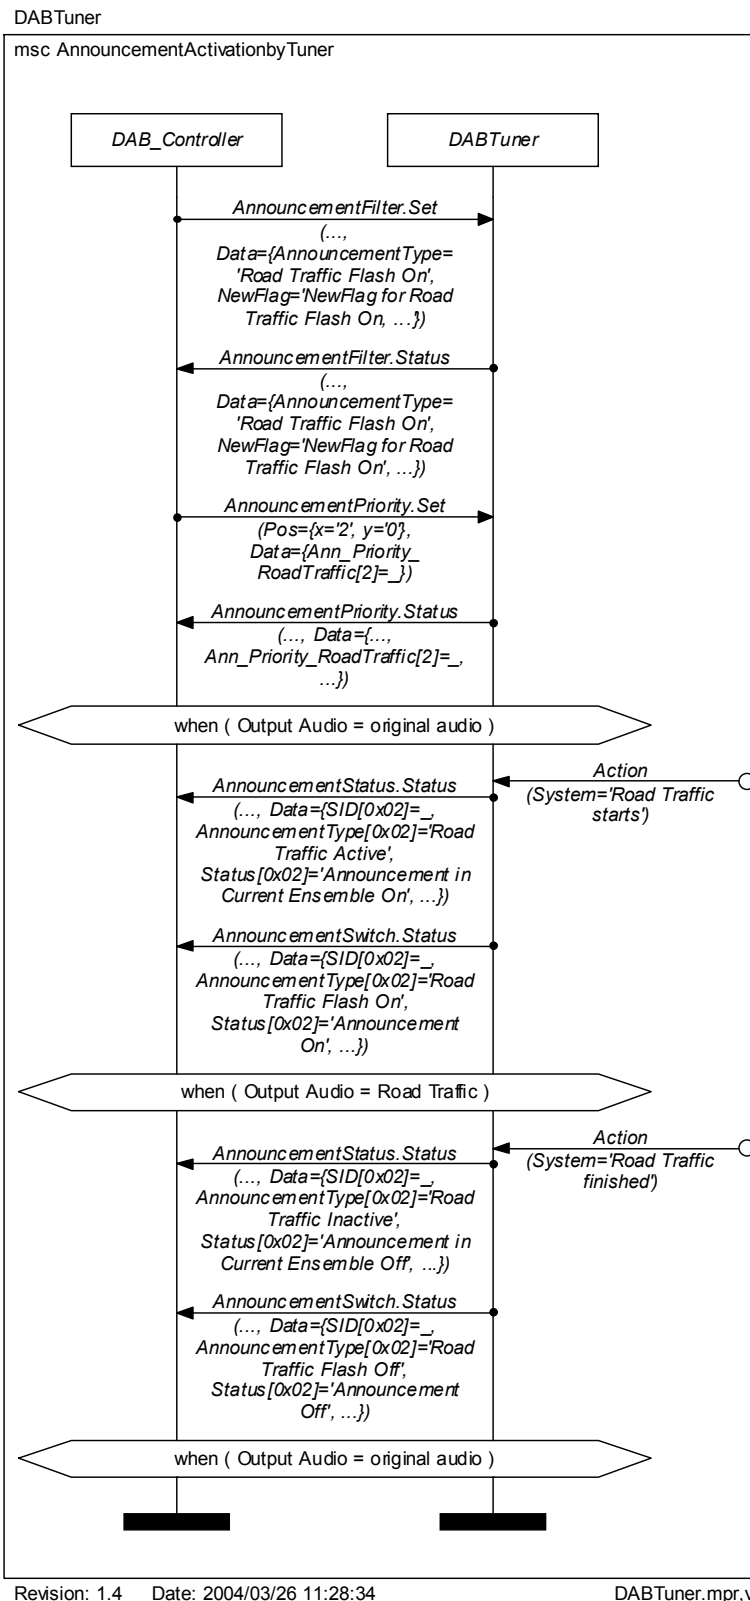 DABTuner
msc AnnouncementActivationbyTuner
DAB_Controller
DABTuner
AnnouncementFilter.Set
(...,
Data={AnnouncementType=
'Road Traffic Flash On',
NewFlag='NewFlag for Road
Traffic Flash On, ...'})
AnnouncementFilter.Status
(...,
Data={AnnouncementType=
'Road Traffic Flash On',
NewFlag='NewFlag for Road
Traffic Flash On', ...})
AnnouncementPriority.Set
(Pos={x='2', y='0'},
Data={Ann_Priority_
RoadTraffic[2]=_})
AnnouncementPriority.Status
(..., Data={...,
Ann_Priority_RoadTraffic[2]=_,
...})
when ( Output Audio = original audio )
Action
(System='Road Traffic
starts')
AnnouncementStatus.Status
(..., Data={SID[0x02]=_,
AnnouncementType[0x02]='Road
Traffic Active',
Status[0x02]='Announcement in
Current Ensemble On', ...})
AnnouncementSwitch.Status
(..., Data={SID[0x02]=_,
AnnouncementType[0x02]='Road
Traffic Flash On',
Status[0x02]='Announcement
On', ...})
when ( Output Audio = Road Traffic )
Action
(System='Road Traffic
finished')
AnnouncementStatus.Status
(..., Data={SID[0x02]=_,
AnnouncementType[0x02]='Road
Traffic Inactive',
Status[0x02]='Announcement in
Current Ensemble Off', ...})
AnnouncementSwitch.Status
(..., Data={SID[0x02]=_,
AnnouncementType[0x02]='Road
Traffic Flash Off',
Status[0x02]='Announcement
Off', ...})
when ( Output Audio = original audio )
Revision: 1.4 Date: 2004/03/26 11:28:34 DABTuner.mpr,v